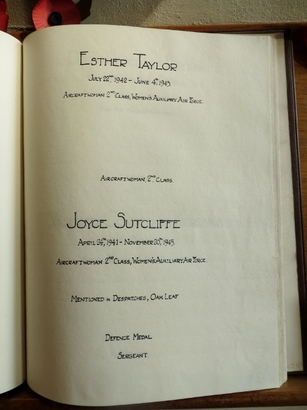 Esther Taylor
July 22nd 1942 - June 4th 1943.
Aircraftwoman 2nd Class, Women's Auxiliary Air Force.
Aircraftwoman 2nd Class.
Joyce Sutcliffe
April 24th 1941 - November 20th 1945.
Aircraftwoman 2nd Class, Women's Auxiliary Air Force.
Mentioned in Despatches, Oak Leaf
Defence Medal
Sergeant